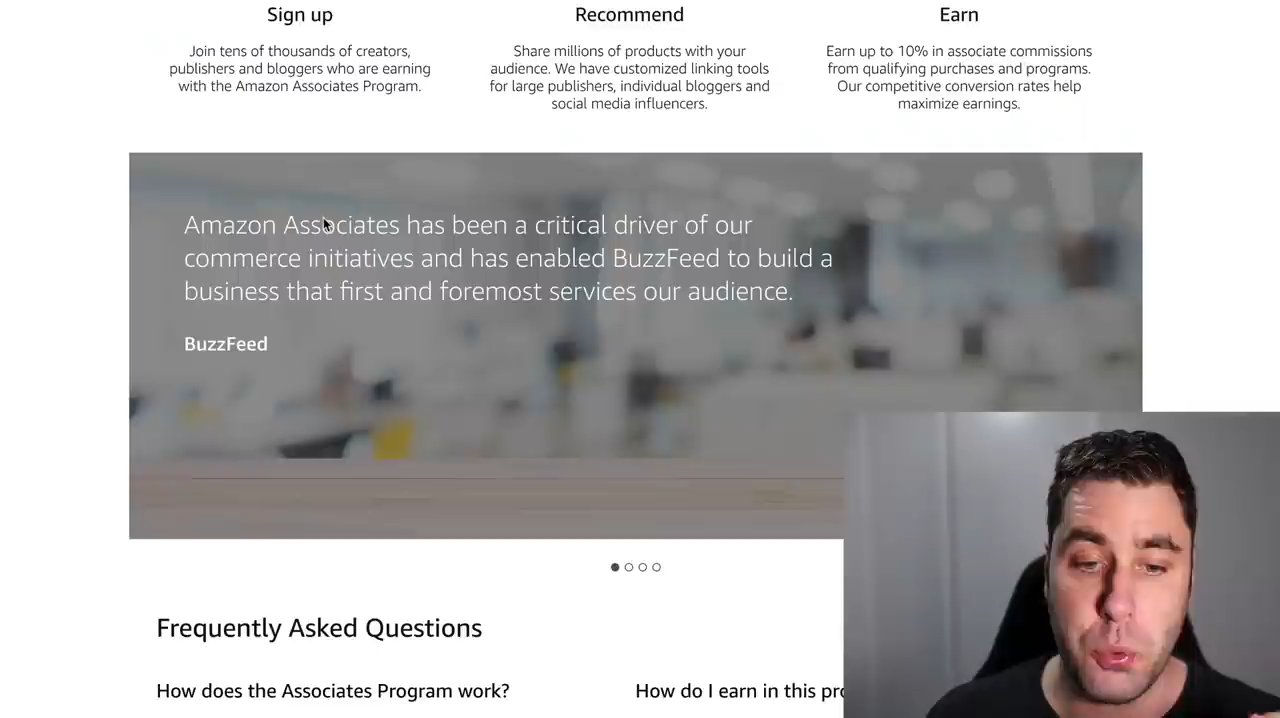 Sign up
Join tens of thousands of creators,
publishers and bloggers who are earning
with the Amazon Associates Program.
Recommend
Share millions of products with your
audience. We have customized linking tools
for large publishers, individual bloggers and
social media influencers.
Earn
Earn up to 10% in associate commissions
from qualifying purchases and programs.
Our competitive conversion rates help
maximize earnings.
Amazon Associates has been a critical driver of our
commerce initiatives and has enabled BuzzFeed to build a
business that first and foremost services our audience.
BuzzFeed
Frequently Asked Questions
How does the Associates Program work?
How do I earn in this